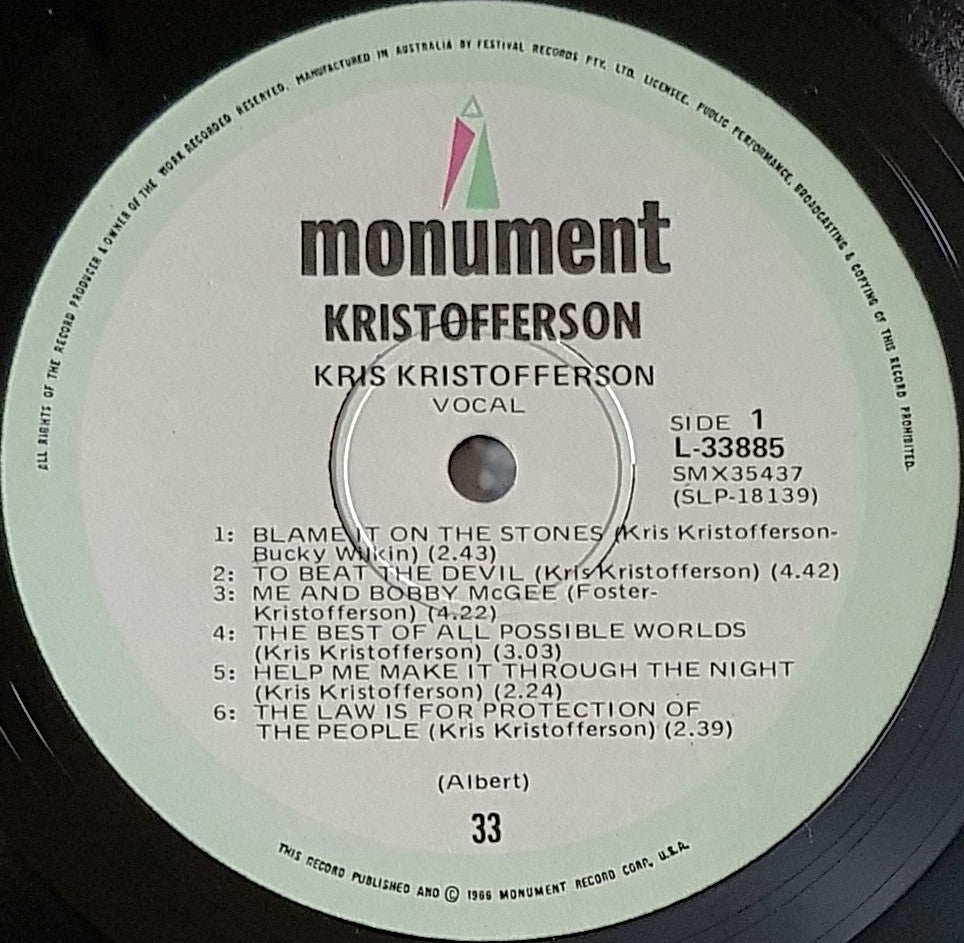 ALL RIGHTS OF THE RECORD PRODUCER & OWNER OF THE WORK RECORDED RESERVED. MANUFACTURED IN AUSTRALIA BY FESTIVAL RECORDS PTY. LTD. LICENSEE. PUBLIC PERFORMANCE, BROADCASTING & COPYING OF THIS RECORD PROHIBITED.
monument
KRISTOFFERSON
KRIS KRISTOFFERSON
VOCAL
SIDE 1
L-33885
SMX35437
(SLP-18139)
1: BLAME IT ON THE STONES (Kris Kristofferson-
Bucky Wilkin) (2.43)
2: TO BEAT THE DEVIL (Kris Kristofferson) (4.42)
3: ME AND BOBBY McGEE (Foster-
Kristofferson) (4.22)
4: THE BEST OF ALL POSSIBLE WORLDS
(Kris Kristofferson) (3.03)
5: HELP ME MAKE IT THROUGH THE NIGHT
(Kris Kristofferson) (2.24)
6: THE LAW IS FOR PROTECTION OF
THE PEOPLE (Kris Kristofferson) (2.39)
(Albert)
33
THIS RECORD PUBLISHED AND © 1966 MONUMENT RECORD CORP. U.S.A.